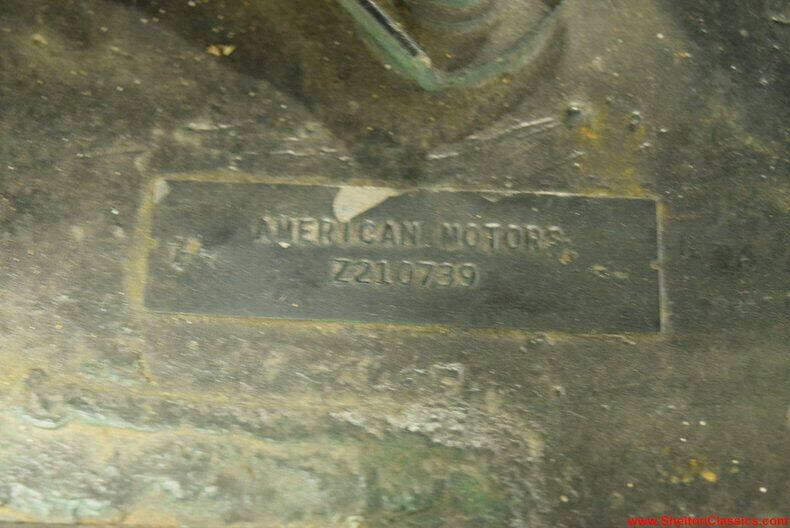 AMERICAN MOTORS
Z210739
www.SheltonClassics.com